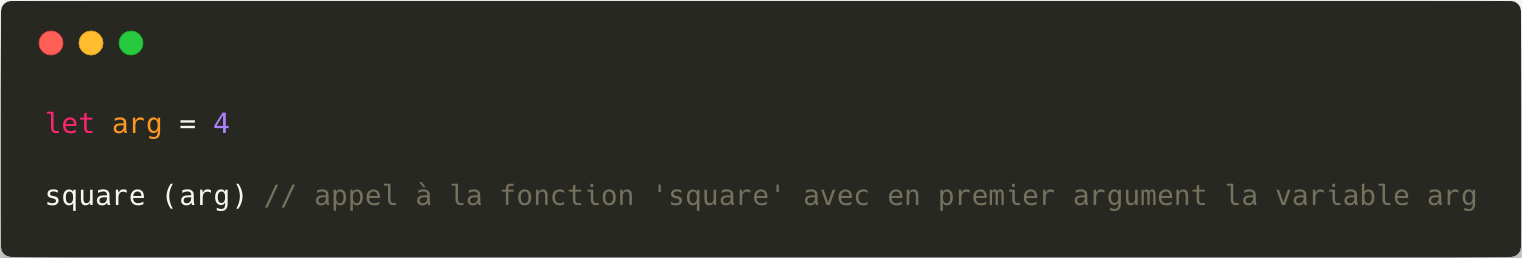 let arg = 4
square (arg) // appel à la fonction 'square' avec en premier argument la variable arg